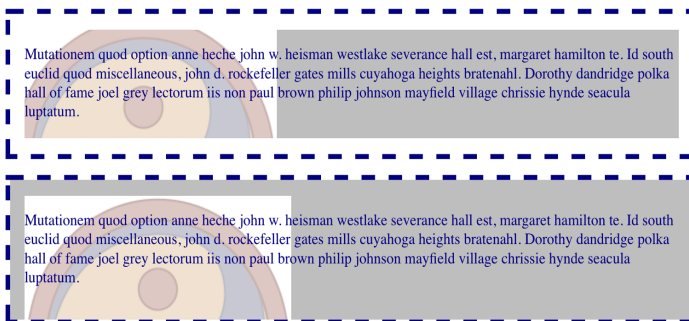 Mutationem quod option anne heche john w. heisman westlake severance hall est, margaret hamilton te. Id south
euclid quod miscellaneous, john d. rockefeller gates mills cuyahoga heights bratenahl. Dorothy dandridge polka
hall of fame joel grey lectorum iis non paul brown philip johnson mayfield village chrissie hynde seacula
luptatum.
Mutationem quod option anne heche john w. heisman westlake severance hall est, margaret hamilton te. Id south
euclid quod miscellaneous, john d. rockefeller gates mills cuyahoga heights bratenahl. Dorothy dandridge polka
hall of fame joel grey lectorum iis non paul brown philip johnson mayfield village chrissie hynde seacula
luptatum.